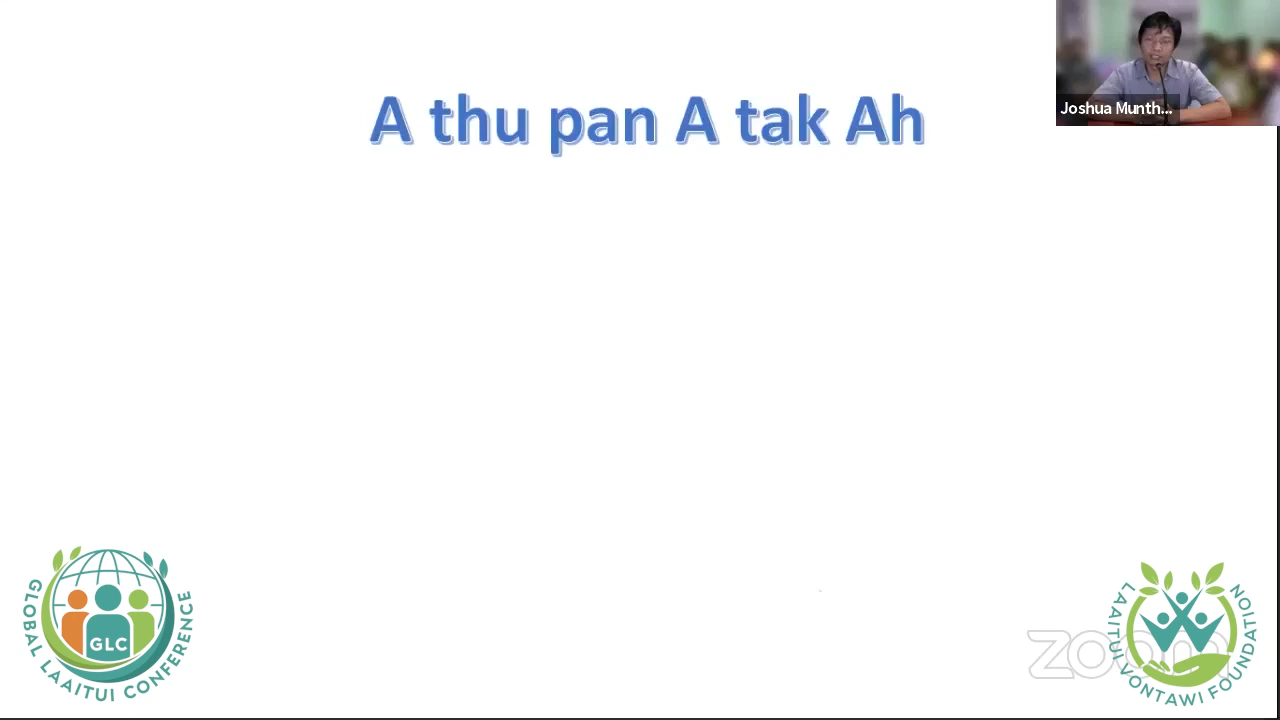 A thu pan A tak Ah
Joshua Munth...
GLOBAL LAAITUI CONFERENCE
GLC
zoom
LAAITUI VONTAWI FOUNDATION